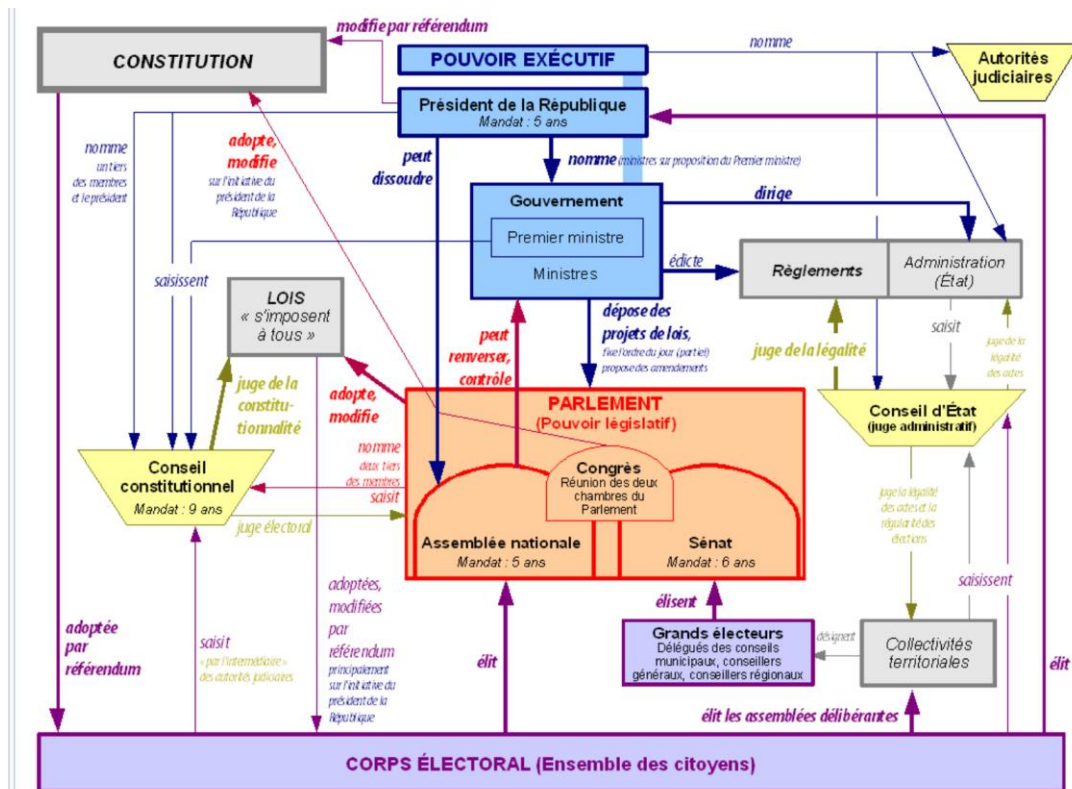 modifie par référendum
CONSTITUTION
POUVOIR EXÉCUTIF
nomme
Autorités
judiciaires
Président de la République
Mandat : 5 ans
nomme
un tiers
des membres
et le président
adopte,
modifie
sur l'initiative du
président de la
République
peut
dissoudre
nomme (ministres sur proposition du Premier ministre)
Gouvernement
Premier ministre
Ministres
dirige
édicte
Règlements
Administration
(État)
saisissent
LOIS
« s'imposent
à tous »
peut
renverser,
contrôle
dépose des
projets de lois,
fixe l'ordre du jour (partiel)
propose des amendements
juge de la légalité
saisit
juge de la
légalité
des actes
juge de la
constitu-
tionnalité
adopte,
modifie
PARLEMENT
(Pouvoir législatif)
Conseil d'État
(juge administratif)
Conseil
constitutionnel
Mandat : 9 ans
nomme
deux tiers
des membres
saisit
juge électoral
Congrès
Réunion des deux
chambres du
Parlement
Assemblée nationale
Mandat : 5 ans
Sénat
Mandat : 6 ans
juge la légalité
des actes et la
régularité des
élections
saisissent
adoptée
par
référendum
saisit
« par l'intermédiaire »
des autorités judiciaires
adoptées,
modifiées
par
référendum
principalement
sur l'initiative du
président de la
République
élit
élisent
Grands électeurs
Délégués des conseils
municipaux, conseillers
généraux, conseillers régionaux
désignent
Collectivités
territoriales
élit les assemblées délibérantes
élit
CORPS ÉLECTORAL (Ensemble des citoyens)